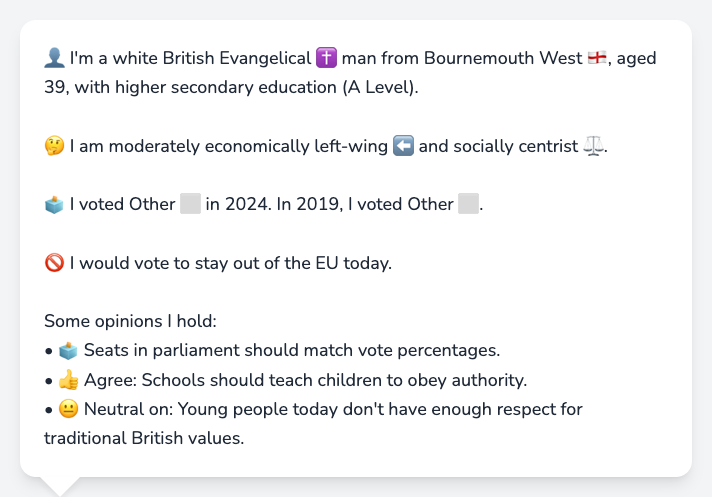 👤 I'm a white British Evangelical ✝️ man from Bournemouth West 🏴󠁧󠁢󠁥󠁮󠁧󠁿, aged
39, with higher secondary education (A Level).
🤔 I am moderately economically left-wing ⬅️ and socially centrist ⚖️.
🗳️ I voted Other ⬜ in 2024. In 2019, I voted Other ⬜.
🚫 I would vote to stay out of the EU today.
Some opinions I hold:
• 🗳️ Seats in parliament should match vote percentages.
• 👍 Agree: Schools should teach children to obey authority.
• 😐 Neutral on: Young people today don't have enough respect for
traditional British values.